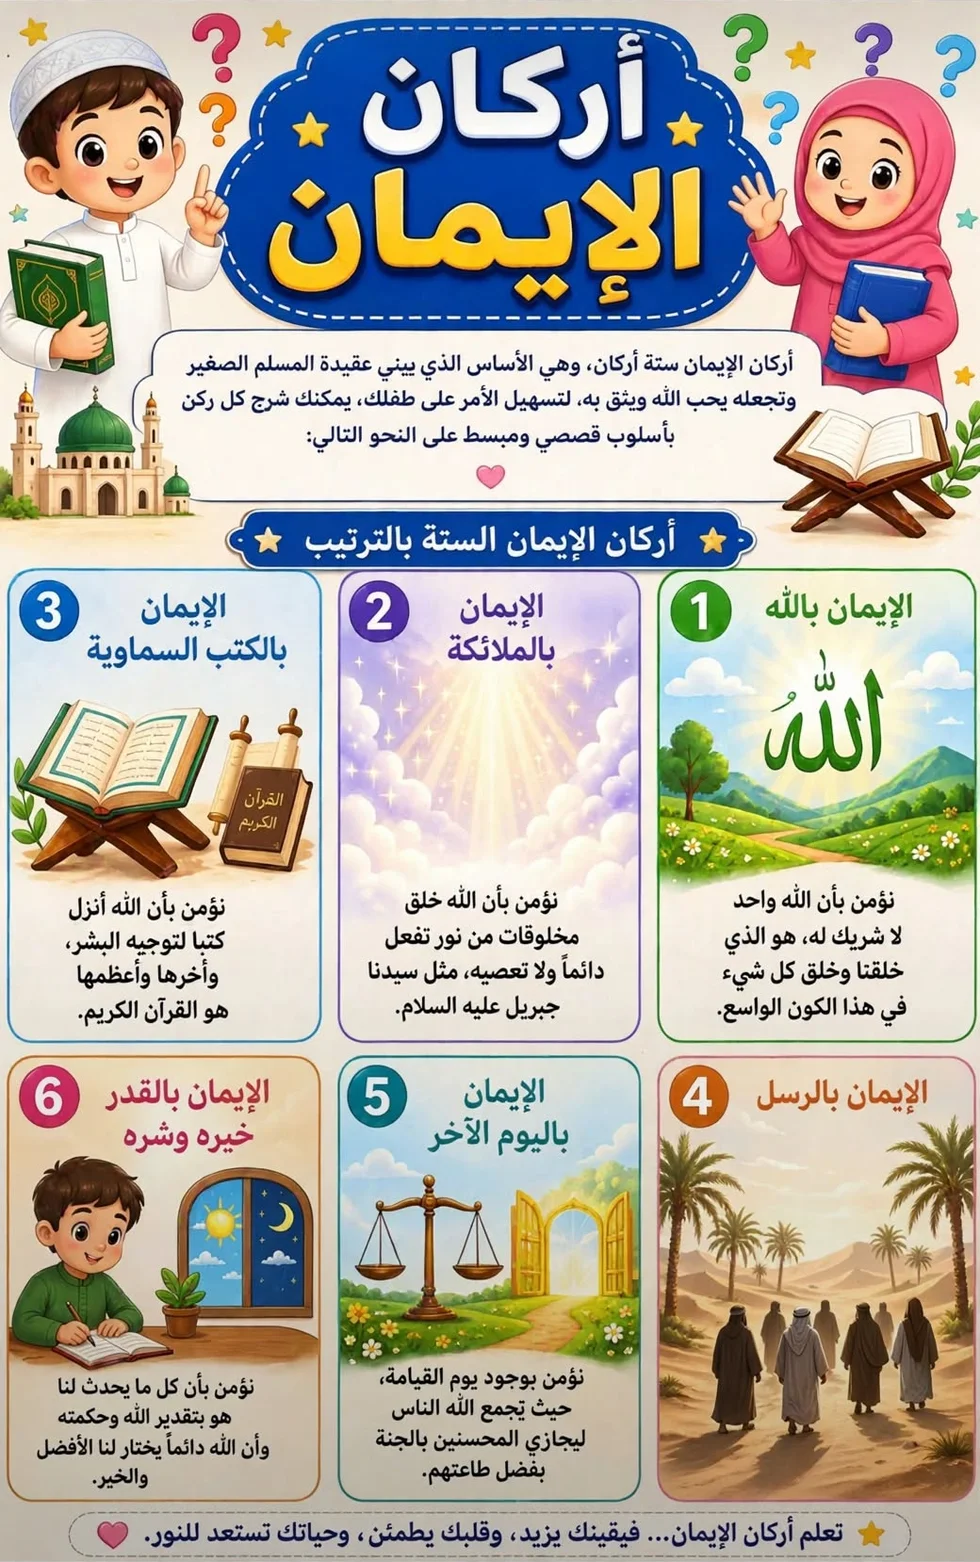 أركان
الإيمان
أركان الإيمان ستة أركان، وهي الأساس الذي يبني عقيدة المسلم الصغير
وتجعله يحب الله ويثق به، لتسهيل الأمر على طفلك، يمكنك شرح كل ركن
بأسلوب قصصي ومبسط على النحو التالي:
أركان الإيمان الستة بالترتيب
1
الإيمان بالله
الله
نؤمن بأن الله واحد
لا شريك له، هو الذي
خلقنا وخلق كل شيء
في هذا الكون الواسع.
2
الإيمان
بالملائكة
نؤمن بأن الله خلق
مخلوقات من نور تفعل
دائماً ولا تعصيه، مثل سيدنا
جبريل عليه السلام.
3
الإيمان
بالكتب السماوية
القرآن
الكريم
نؤمن بأن الله أنزل
كتبا لتوجيه البشر،
وأخرها وأعظمها
هو القرآن الكريم.
4
الإيمان بالرسل
5
الإيمان
باليوم الآخر
نؤمن بوجود يوم القيامة،
حيث يجمع الله الناس
ليجازي المحسنين بالجنة
بفضل طاعتهم.
6
الإيمان بالقدر
خيره وشره
نؤمن بأن كل ما يحدث لنا
هو بتقدير الله وحكمته
وأن الله دائماً يختار لنا الأفضل
والخير.
تعلم أركان الإيمان... فيقينك يزيد، وقلبك يطمئن، وحياتك تستعد للنور.